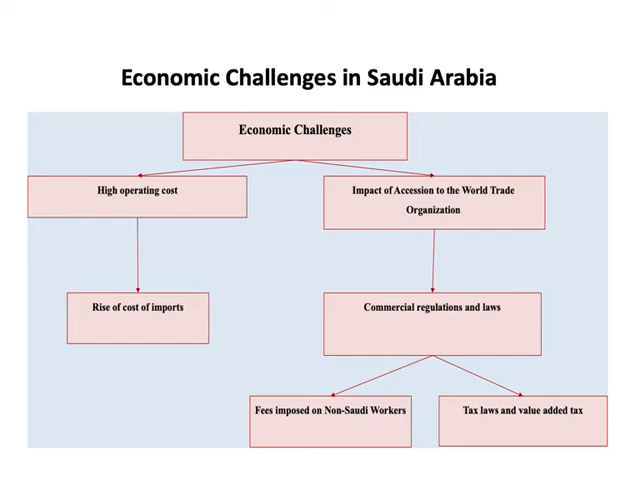 Economic Challenges in Saudi Arabia
Economic Challenges
High operating cost
Impact of Accession to the World Trade
Organization
Rise of cost of imports
Commercial regulations and laws
Fees imposed on Non-Saudi Workers
Tax laws and value added tax